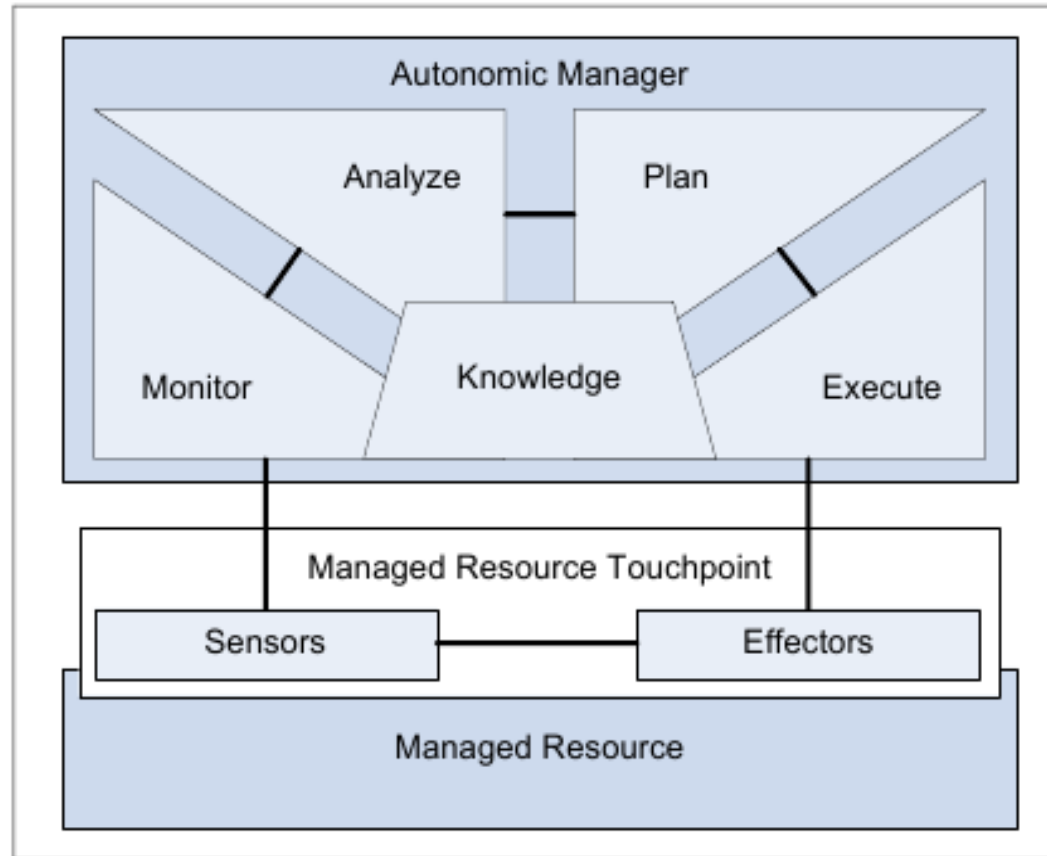 Autonomic Manager
Analyze
Plan
Monitor
Knowledge
Execute
Managed Resource Touchpoint
Sensors
Effectors
Managed Resource